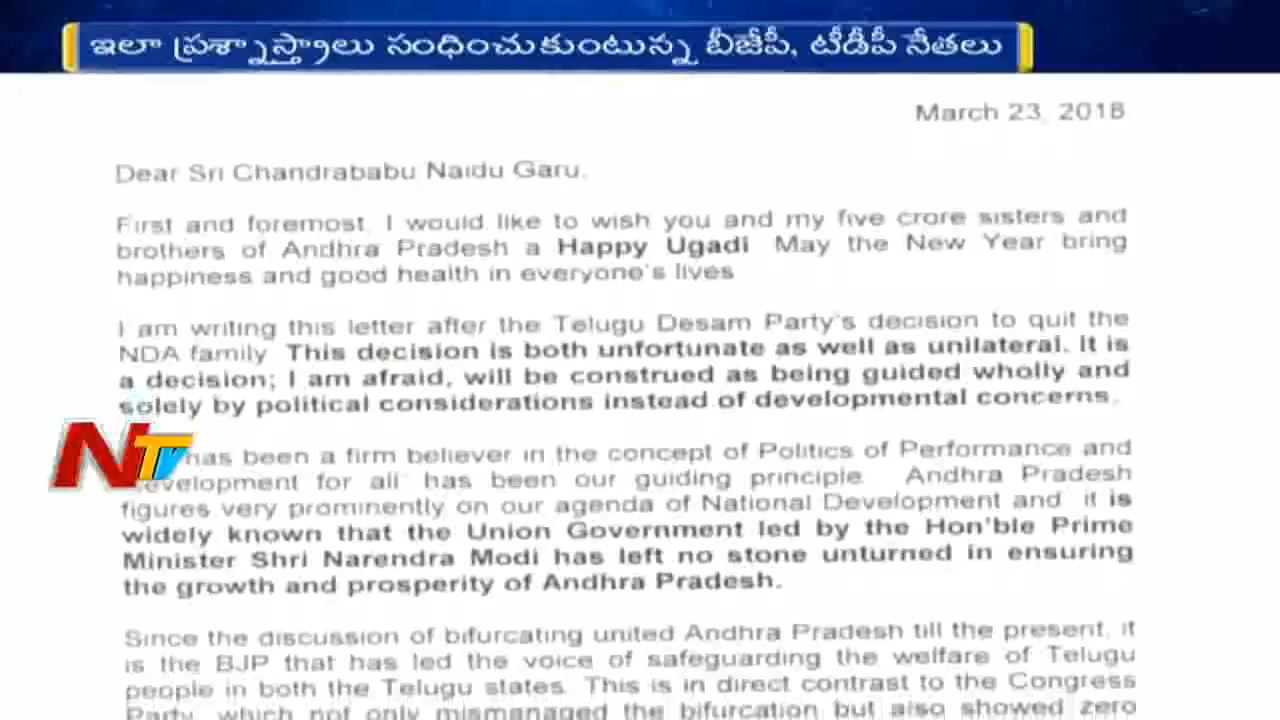 ఇలా ప్రశ్నాస్త్రాలు సంధించుకుంటున్న బీజేపీ, టీడీపీ నేతలు
March 23, 2018
Dear Sri Chandrababu Naidu Garu,
First and foremost, I would like to wish you and my five crore sisters and
brothers of Andhra Pradesh a Happy Ugadi. May the New Year bring
happiness and good health in everyone's lives
I am writing this letter after the Telugu Desam Party's decision to quit the
NDA family. This decision is both unfortunate as well as unilateral. It is
a decision; I am afraid, will be construed as being guided wholly and
solely by political considerations instead of developmental concerns.
NTV
has been a firm believer in the concept of Politics of Performance and
development for all' has been our guiding principle. Andhra Pradesh
figures very prominently on our agenda of National Development and it is
widely known that the Union Government led by the Hon'ble Prime
Minister Shri Narendra Modi has left no stone unturned in ensuring
the growth and prosperity of Andhra Pradesh.
Since the discussion of bifurcating united Andhra Pradesh till the present, it
is the BJP that has led the voice of safeguarding the welfare of Telugu
people in both the Telugu states. This is in direct contrast to the Congress
Party, which not only mismanaged the bifurcation but also showed zero